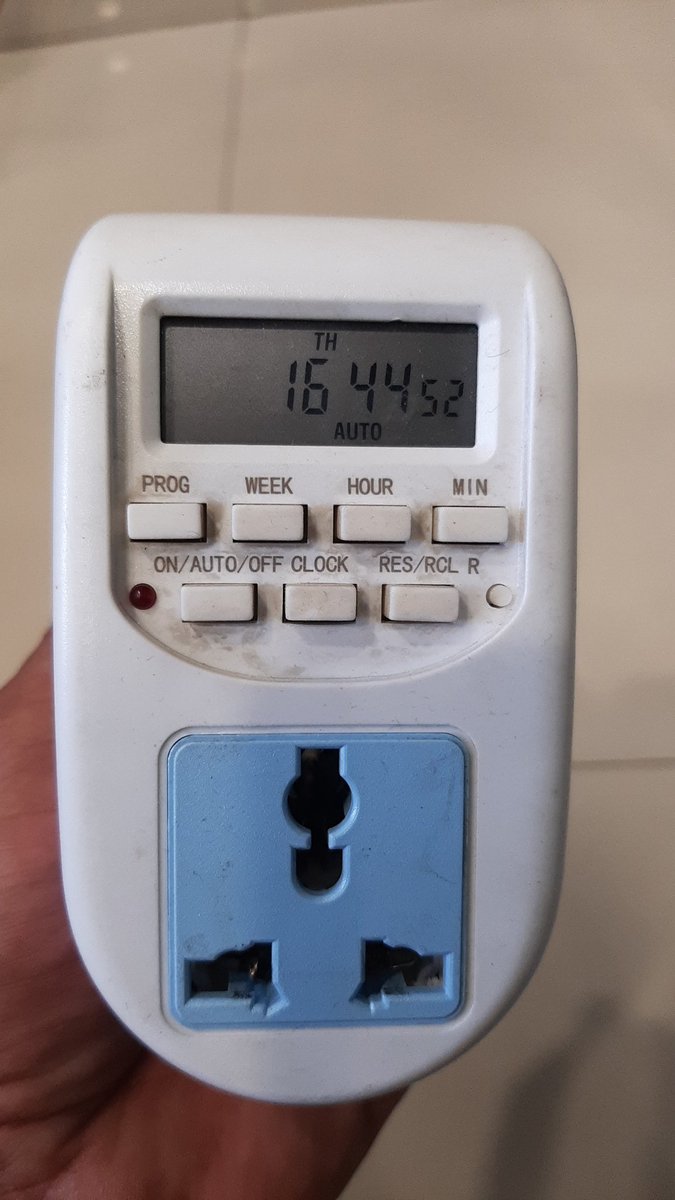 TH
16 44 52
AUTO
PROG WEEK HOUR MIN
ON/AUTO/OFF CLOCK RES/RCL R